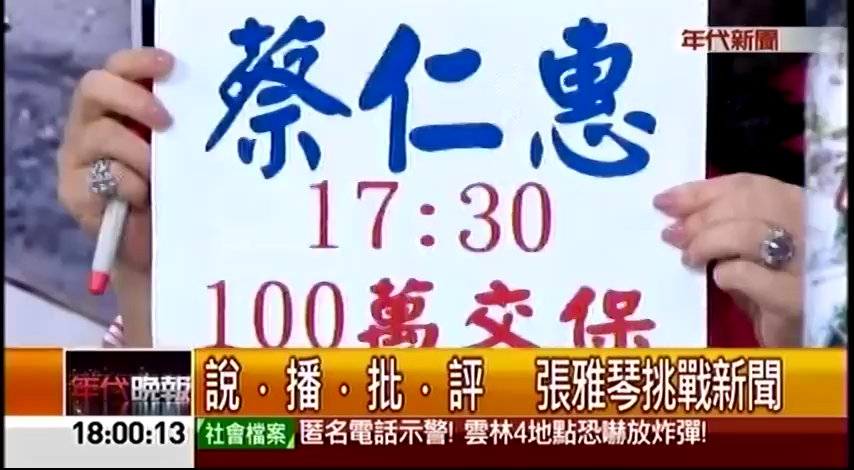 年代新聞
蔡仁惠
17:30
100萬交保
年代晚報
說・播・批・評 張雅琴挑戰新聞
18:00:13
社會檔案 匿名電話示警! 雲林4地點恐嚇放炸彈!